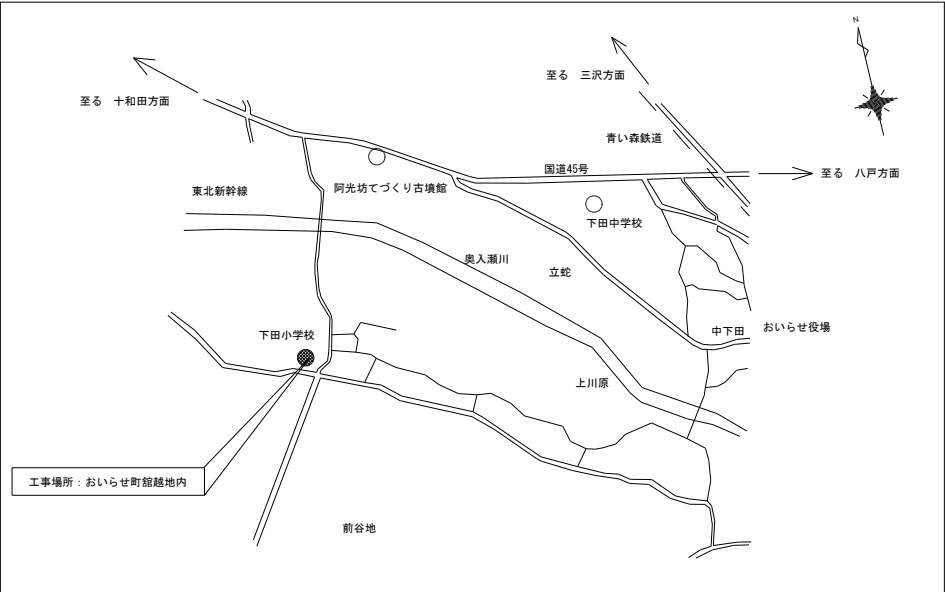 N
至る 三沢方面
至る 十和田方面
青い森鉄道
国道45号
至る 八戸方面
東北新幹線
阿光坊てづくり古墳館
下田中学校
奥入瀬川
立蛇
下田小学校
中下田
おいらせ役場
上川原
工事場所：おいらせ町舘越地内
前谷地